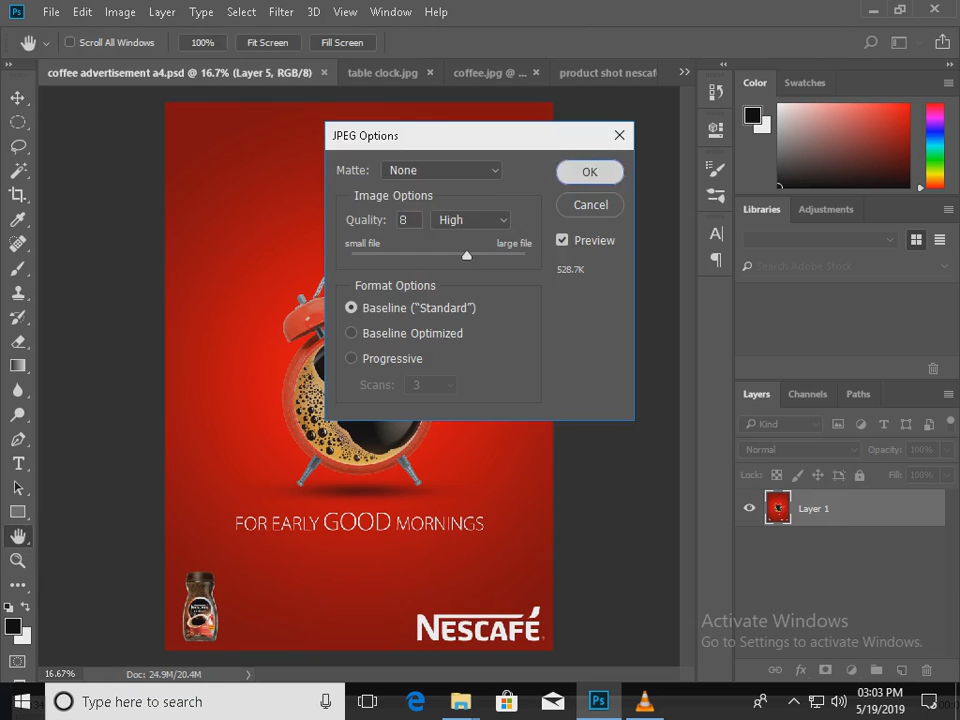 Ps File Edit Image Layer Type Select Filter 3D View Window Help
Scroll All Windows 100% Fit Screen Fill Screen
coffee advertisement a4.psd @ 16.7% (Layer 5, RGB/8) × table clock.jpg × coffee.jpg @ ... × product shot nescafe
Color Swatches
JPEG Options
Matte: None OK
Image Options
Quality: 8 High Cancel
small file large file Preview
528.7K
Format Options
Baseline ("Standard")
Baseline Optimized
Progressive
Scans: 3
Libraries Adjustments
Search Adobe Stock
Layers Channels Paths
Kind
Normal Opacity: 100%
Lock: Fill: 100%
Layer 1
FOR EARLY GOOD MORNINGS
NESCAFÉ
Activate Windows
Go to Settings to activate Windows.
16.67% Doc: 24.9M/20.4M
Type here to search
03:03 PM
5/19/2019